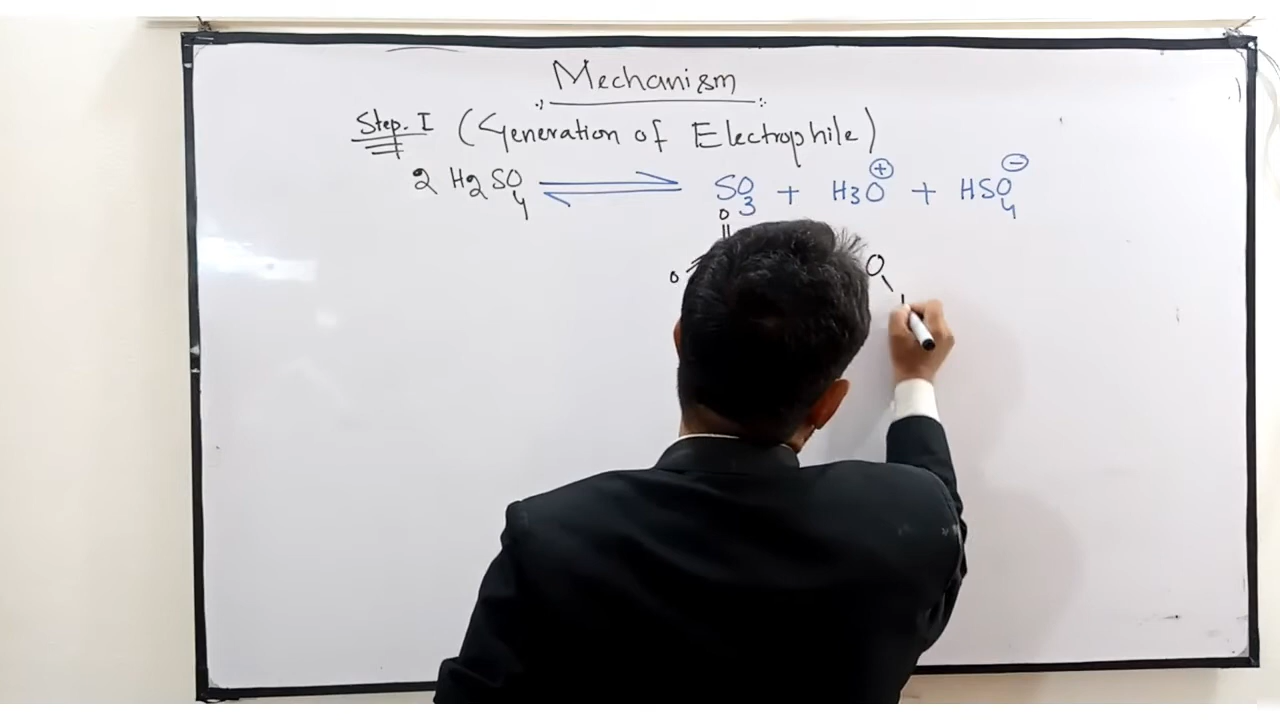 Mechanism
Step. I (Generation of Electrophile)
2 H2SO4 ⇌ SO3 + H3O⊕ + HSO4⊖
O
||
O O